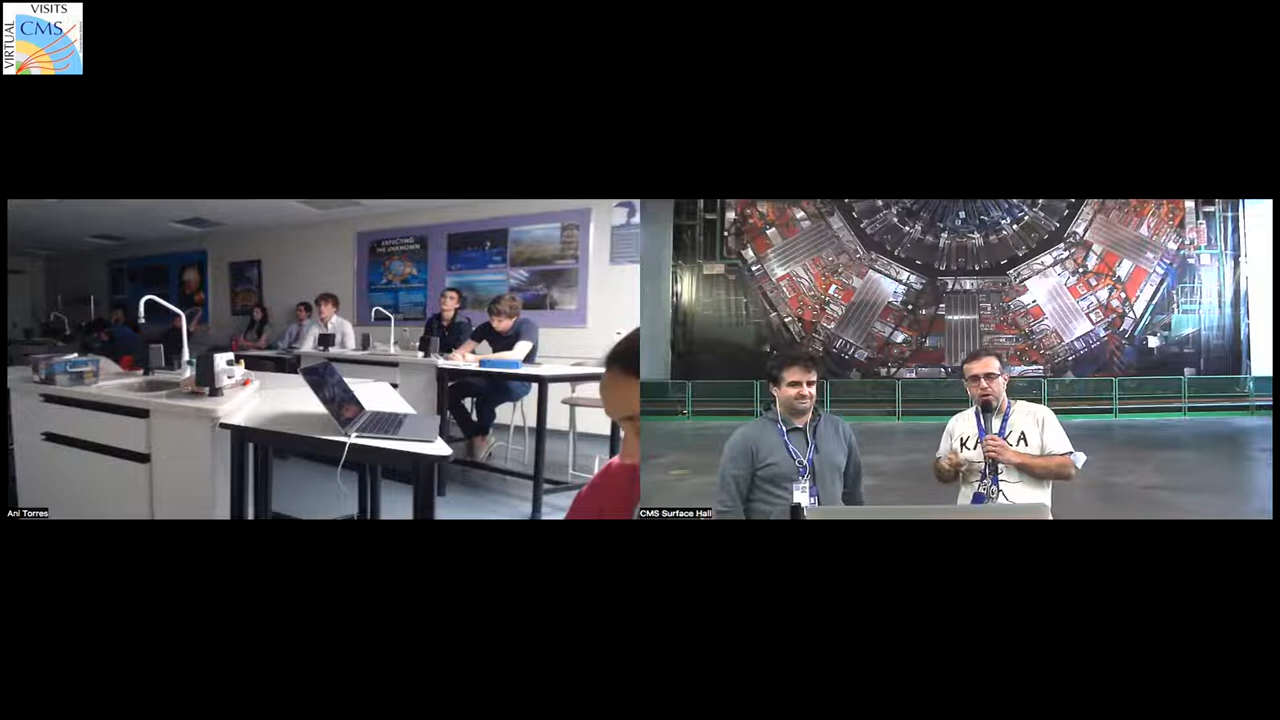 VISITS
CMS
VIRTUAL
EXPECTING
THE UNKNOWN
KAFKA
Ani Torres
CMS Surface Hall